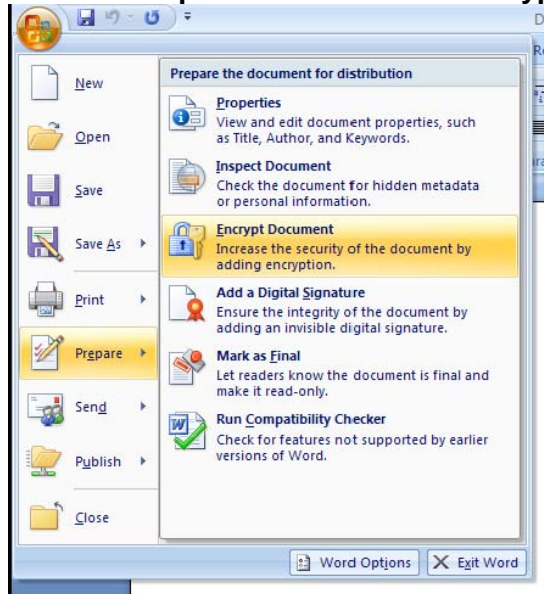 New
Open
Save
Save As
Print
Prepare
Send
Publish
Close
Prepare the document for distribution
Properties
View and edit document properties, such
as Title, Author, and Keywords.
Inspect Document
Check the document for hidden metadata
or personal information.
Encrypt Document
Increase the security of the document by
adding encryption.
Add a Digital Signature
Ensure the integrity of the document by
adding an invisible digital signature.
Mark as Final
Let readers know the document is final and
make it read-only.
Run Compatibility Checker
Check for features not supported by earlier
versions of Word.
Word Options
Exit Word